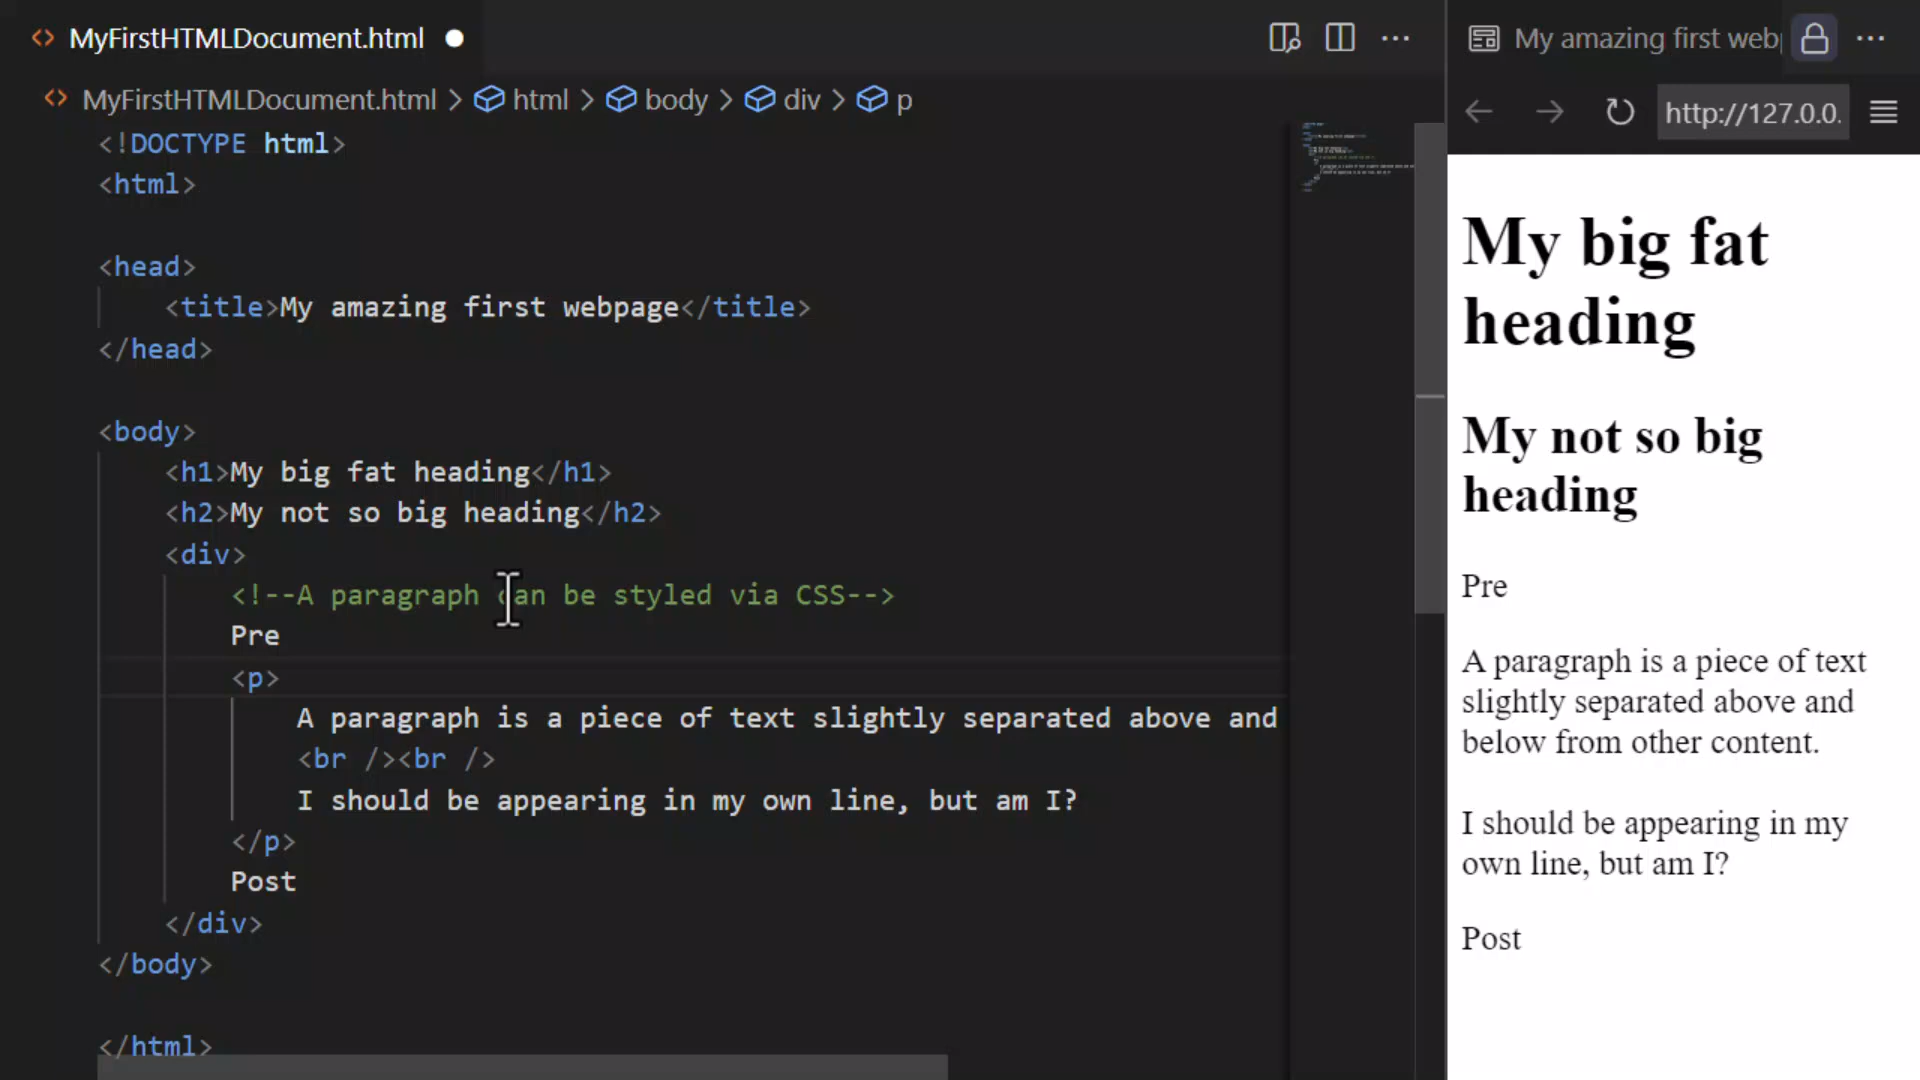 MyFirstHTMLDocument.html
MyFirstHTMLDocument.html > html > body > div > p
<!DOCTYPE html>
<html>
<head>
<title>My amazing first webpage</title>
</head>
<body>
<h1>My big fat heading</h1>
<h2>My not so big heading</h2>
<div>
<!--A paragraph can be styled via CSS-->
Pre
<p>
A paragraph is a piece of text slightly separated above and
<br /><br />
I should be appearing in my own line, but am I?
</p>
Post
</div>
</body>
</html>
My amazing first web
http://127.0.0.
My big fat
heading
My not so big
heading
Pre
A paragraph is a piece of text
slightly separated above and
below from other content.
I should be appearing in my
own line, but am I?
Post